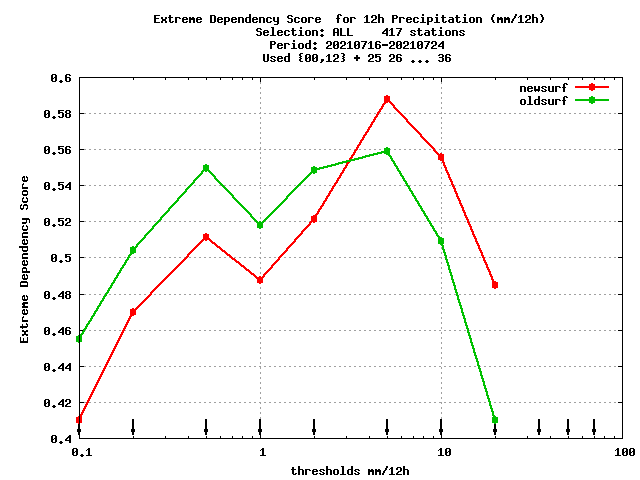 Extreme Dependency Score  for 12h Precipitation (mm/12h)
Selection: ALL    417 stations
Period: 20210716-20210724
Used {00,12} + 25 26 ... 36
newsurf
oldsurf
Extreme Dependency Score
0.6
0.58
0.56
0.54
0.52
0.5
0.48
0.46
0.44
0.42
0.4
0.1 1 10 100
thresholds mm/12h